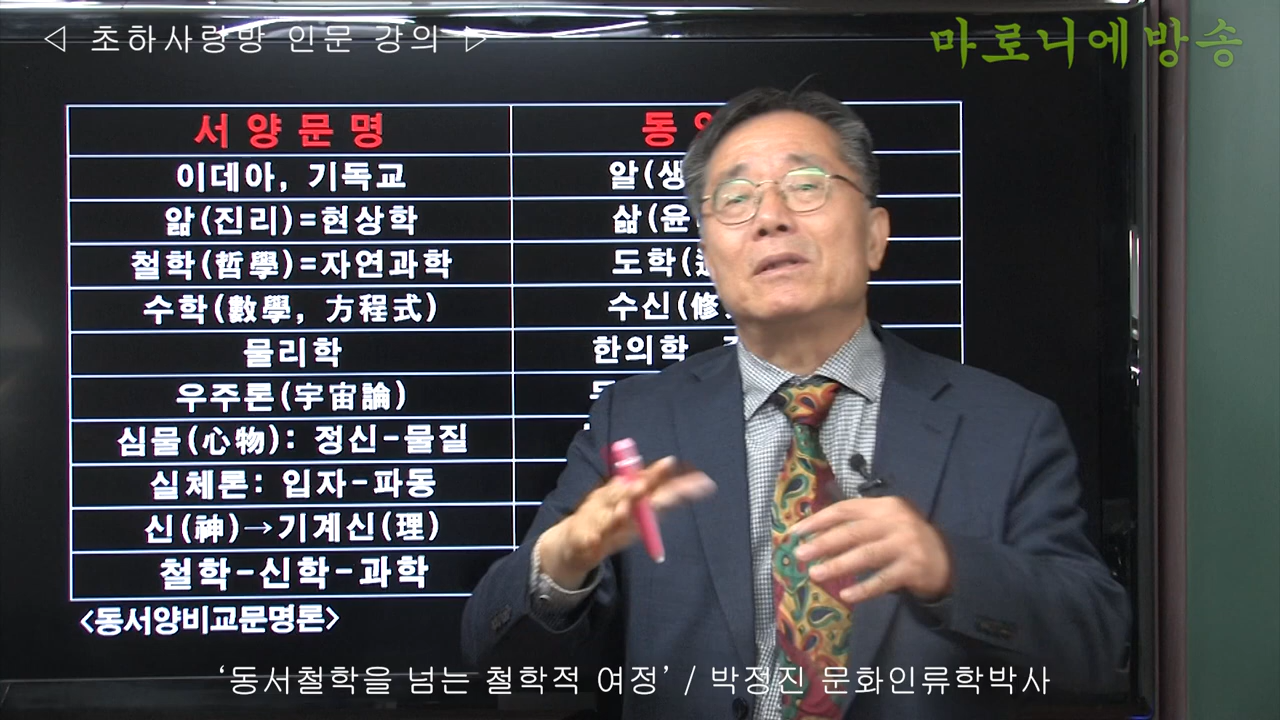 ◁ 초하사랑방 인문 강의 ▷
마로니에방송
서양문명 동
이데아, 기독교 알(생
앎(진리)=현상학 삶(윤
철학(哲學)=자연과학 도학(
수학(數學, 方程式) 수신(修
물리학 한의학
우주론(宇宙論)
심물(心物): 정신-물질
실체론: 입자-파동
신(神)→기계신(理)
철학-신학-과학
<동서양비교문명론>
‘동서철학을 넘는 철학적 여정’ / 박정진 문화인류학박사